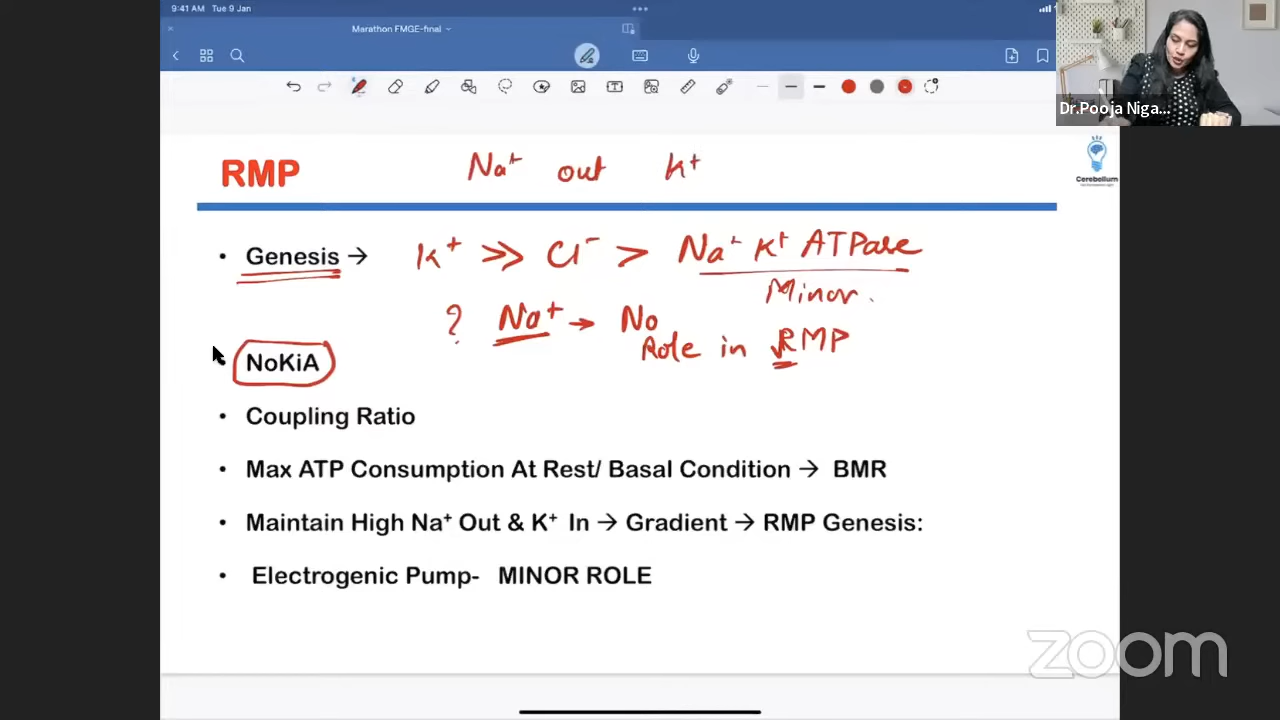 9:41 AM Tue 9 Jan
Marathon FMGE-final
Dr.Pooja Niga...
RMP Na+ out K+
Cerebellum
• Genesis → K+ >> Cl- > Na+ K+ ATPase
Minor.
? Na+ → No
Role in RMP
• NoKiA
• Coupling Ratio
• Max ATP Consumption At Rest/ Basal Condition → BMR
• Maintain High Na+ Out & K+ In → Gradient → RMP Genesis:
• Electrogenic Pump- MINOR ROLE
zoom